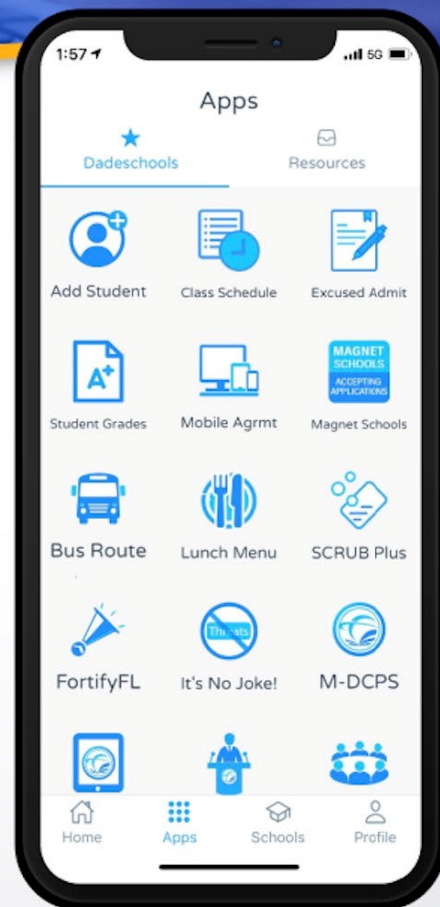 1:57
5G
Apps
Dadeschools
Resources
Add Student
Class Schedule
Excused Admit
A+
MAGNET
SCHOOLS
ACCEPTING
APPLICATIONS
Student Grades
Mobile Agrmt
Magnet Schools
Bus Route
Lunch Menu
SCRUB Plus
Threats
FortifyFL
It's No Joke!
M-DCPS
Home
Apps
Schools
Profile